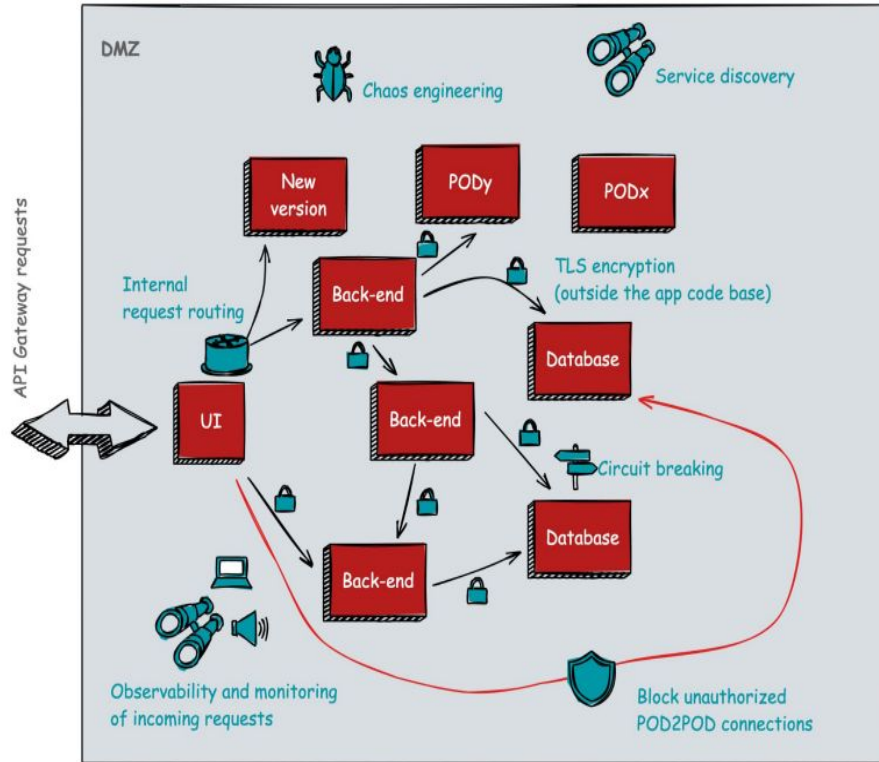 DMZ
Chaos engineering
Service discovery
New
version
PODy
PODx
API Gateway requests
Internal
request routing
Back-end
TLS encryption
(outside the app code base)
Database
UI
Back-end
Circuit breaking
Back-end
Database
Observability and monitoring
of incoming requests
Block unauthorized
POD2POD connections